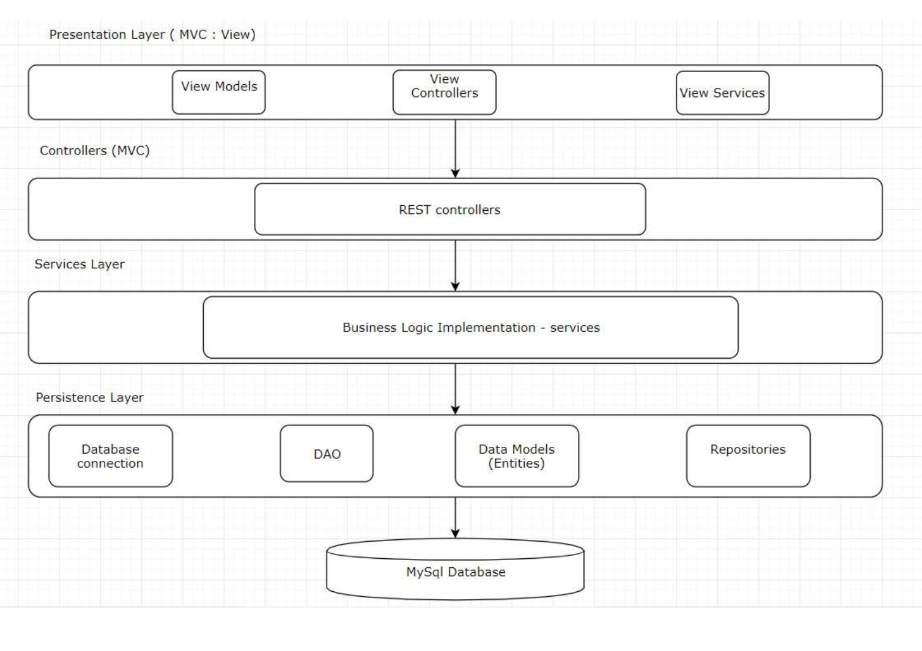 Presentation Layer ( MVC : View)
View Models
View
Controllers
View Services
Controllers (MVC)
REST controllers
Services Layer
Business Logic Implementation - services
Persistence Layer
Database
connection
DAO
Data Models
(Entities)
Repositories
MySql Database